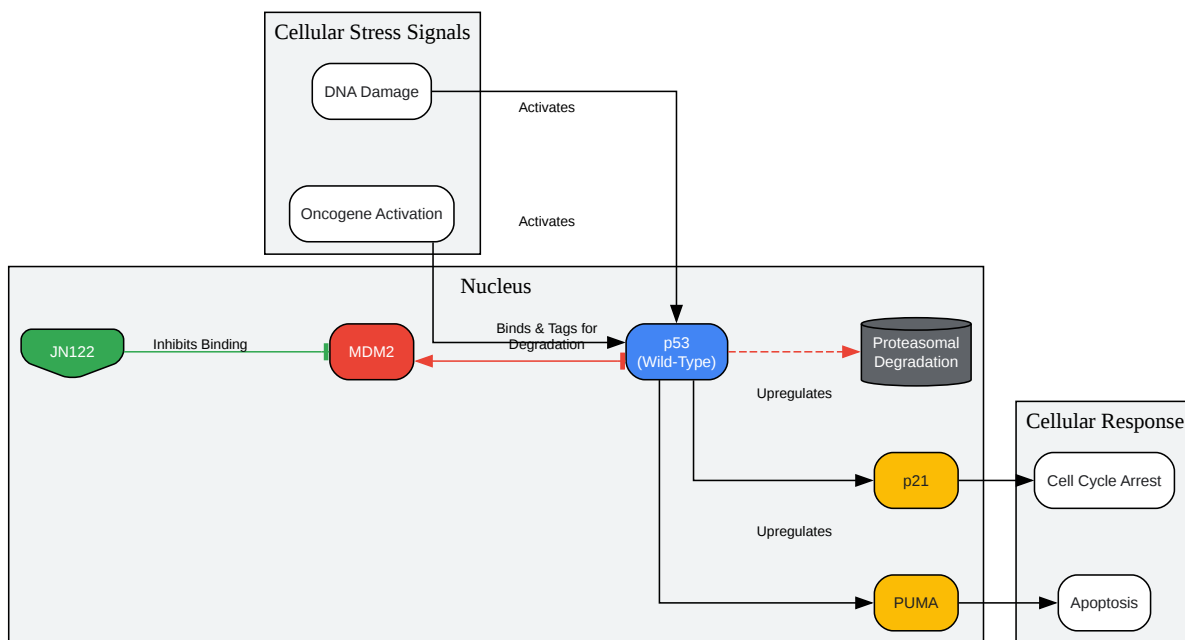 Cellular Stress Signals
DNA Damage
Activates
Oncogene Activation
Activates
Nucleus
JN122
Inhibits Binding
MDM2
Binds & Tags for
Degradation
p53
(Wild-Type)
Proteasomal
Degradation
Upregulates
Cellular Response
p21
Cell Cycle Arrest
Upregulates
PUMA
Apoptosis